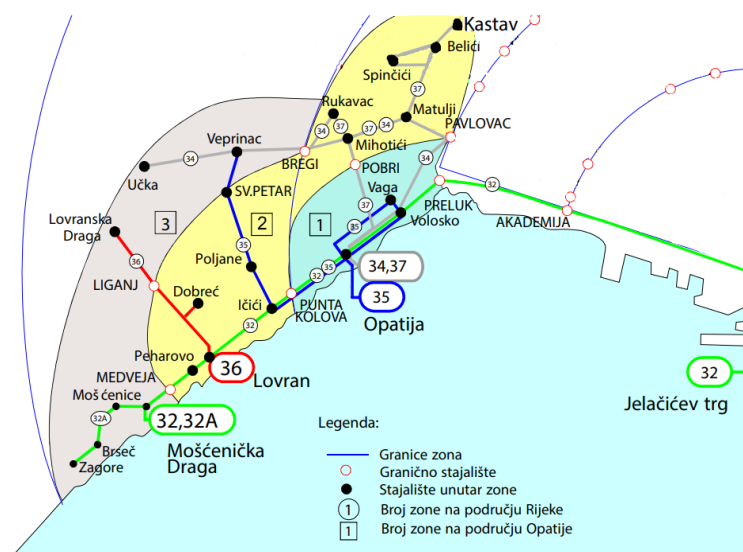 Kastav
Belići
Spinčići
37
Matulji
Rukavac
PAVLOVAC
34
37
37
34
Mihotići
Veprinac
BREGI
34
Učka
POBRI
34
Vaga
SV.PETAR
37
32
PRELUK
Volosko
AKADEMIJA
Lovranska
Draga
3
2
1
35
35
36
Poljane
34,37
35
32
LIGANJ
Dobreć
Ičići
PUNTA
KOLOVA
35
Opatija
32
Peharovo
36
Lovran
32
Jelačićev trg
MEDVEJA
Mošćenice
32A
32,32A
Mošćenička
Draga
Brseč
Zagore
Legenda:
Granice zona
Granično stajalište
Stajalište unutar zone
1
Broj zone na području Rijeke
1
Broj zone na području Opatije